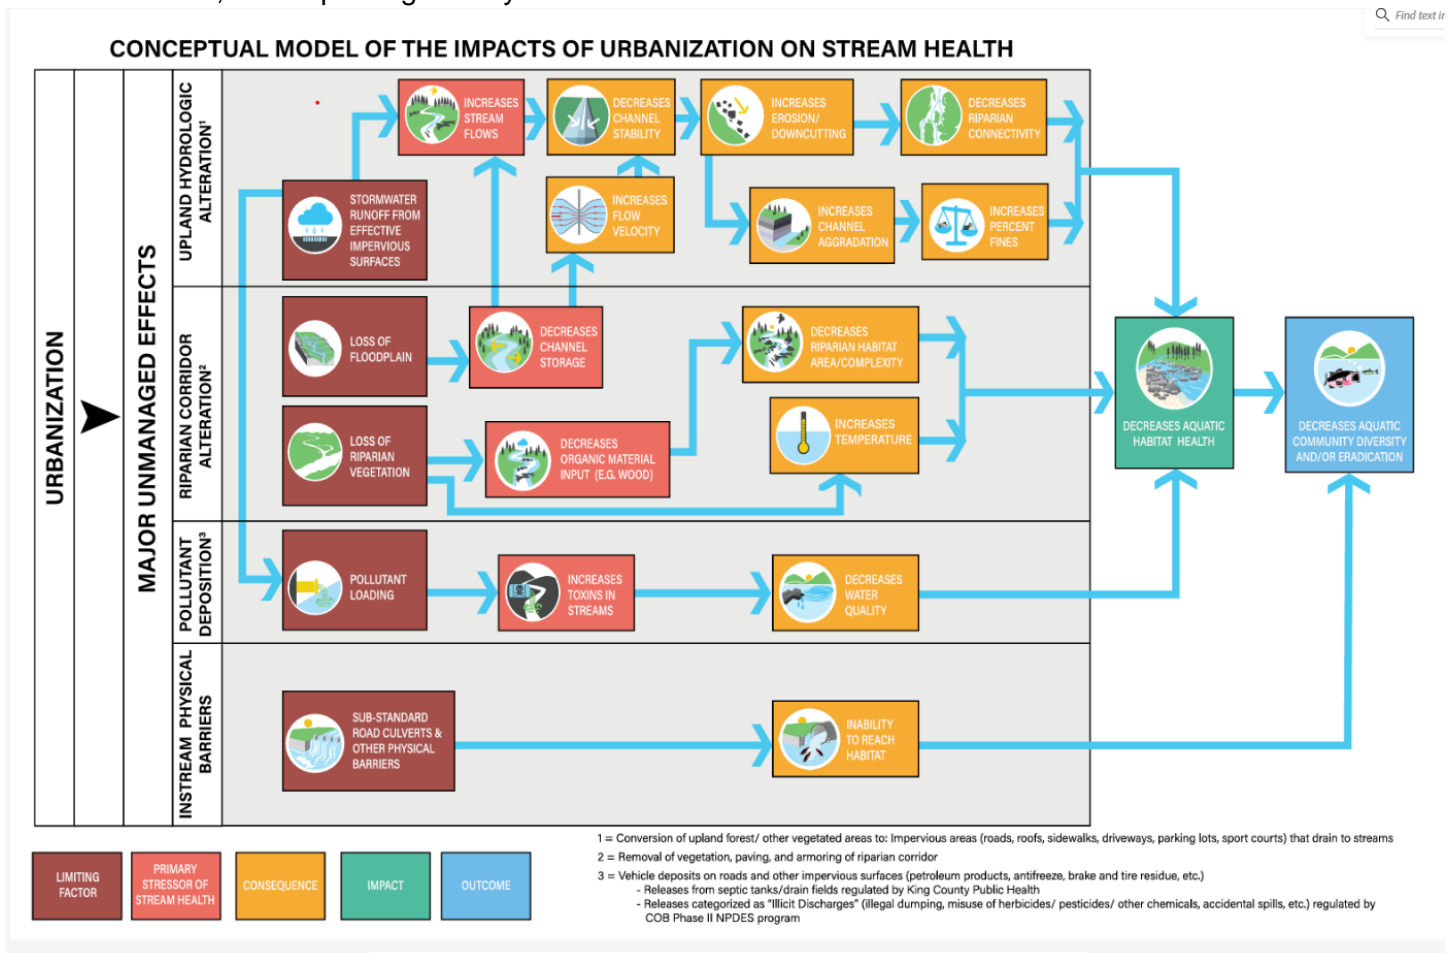 Find text in
CONCEPTUAL MODEL OF THE IMPACTS OF URBANIZATION ON STREAM HEALTH
URBANIZATION
MAJOR UNMANAGED EFFECTS
UPLAND HYDROLOGIC
ALTERATION¹
STORMWATER
RUNOFF FROM
EFFECTIVE
IMPERVIOUS
SURFACES
INCREASES
STREAM
FLOWS
DECREASES
CHANNEL
STABILITY
INCREASES
EROSION/
DOWNCUTTING
DECREASES
RIPARIAN
CONNECTIVITY
INCREASES
FLOW
VELOCITY
INCREASES
CHANNEL
AGGRADATION
INCREASES
PERCENT
FINES
RIPARIAN CORRIDOR
ALTERATION²
LOSS OF
FLOODPLAIN
DECREASES
CHANNEL
STORAGE
DECREASES
RIPARIAN HABITAT
AREA/COMPLEXITY
LOSS OF
RIPARIAN
VEGETATION
DECREASES
ORGANIC MATERIAL
INPUT (E.G. WOOD)
INCREASES
TEMPERATURE
DECREASES AQUATIC
HABITAT HEALTH
DECREASES AQUATIC
COMMUNITY DIVERSITY
AND/OR ERADICATION
POLLUTANT
DEPOSITION³
POLLUTANT
LOADING
INCREASES
TOXINS IN
STREAMS
DECREASES
WATER
QUALITY
INSTREAM PHYSICAL
BARRIERS
SUB-STANDARD
ROAD CULVERTS &
OTHER PHYSICAL
BARRIERS
INABILITY
TO REACH
HABITAT
LIMITING
FACTOR
PRIMARY
STRESSOR OF
STREAM HEALTH
CONSEQUENCE
IMPACT
OUTCOME
1 = Conversion of upland forest/ other vegetated areas to: Impervious areas (roads, roofs, sidewalks, driveways, parking lots, sport courts) that drain to streams
2 = Removal of vegetation, paving, and armoring of riparian corridor
3 = Vehicle deposits on roads and other impervious surfaces (petroleum products, antifreeze, brake and tire residue, etc.)
- Releases from septic tanks/drain fields regulated by King County Public Health
- Releases categorized as "Illicit Discharges" (illegal dumping, misuse of herbicides/ pesticides/ other chemicals, accidental spills, etc.) regulated by
COB Phase II NPDES program